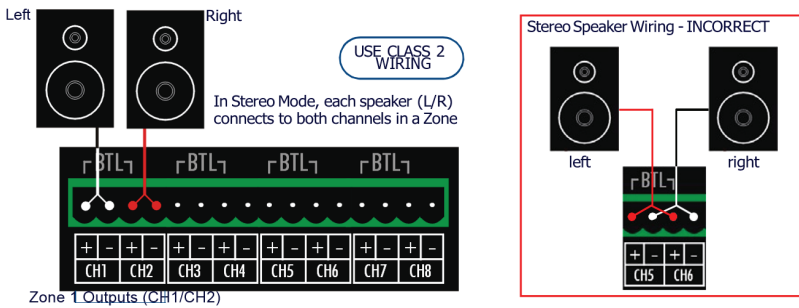 Left
Right
USE CLASS 2
WIRING
In Stereo Mode, each speaker (L/R)
connects to both channels in a Zone
BTL BTL BTL BTL
+ - + - + - + - + - + - + - + -
CH1 CH2 CH3 CH4 CH5 CH6 CH7 CH8
Zone 1 Outputs (CH1/CH2)
Stereo Speaker Wiring - INCORRECT
left right
BTL
+ - + -
CH5 CH6